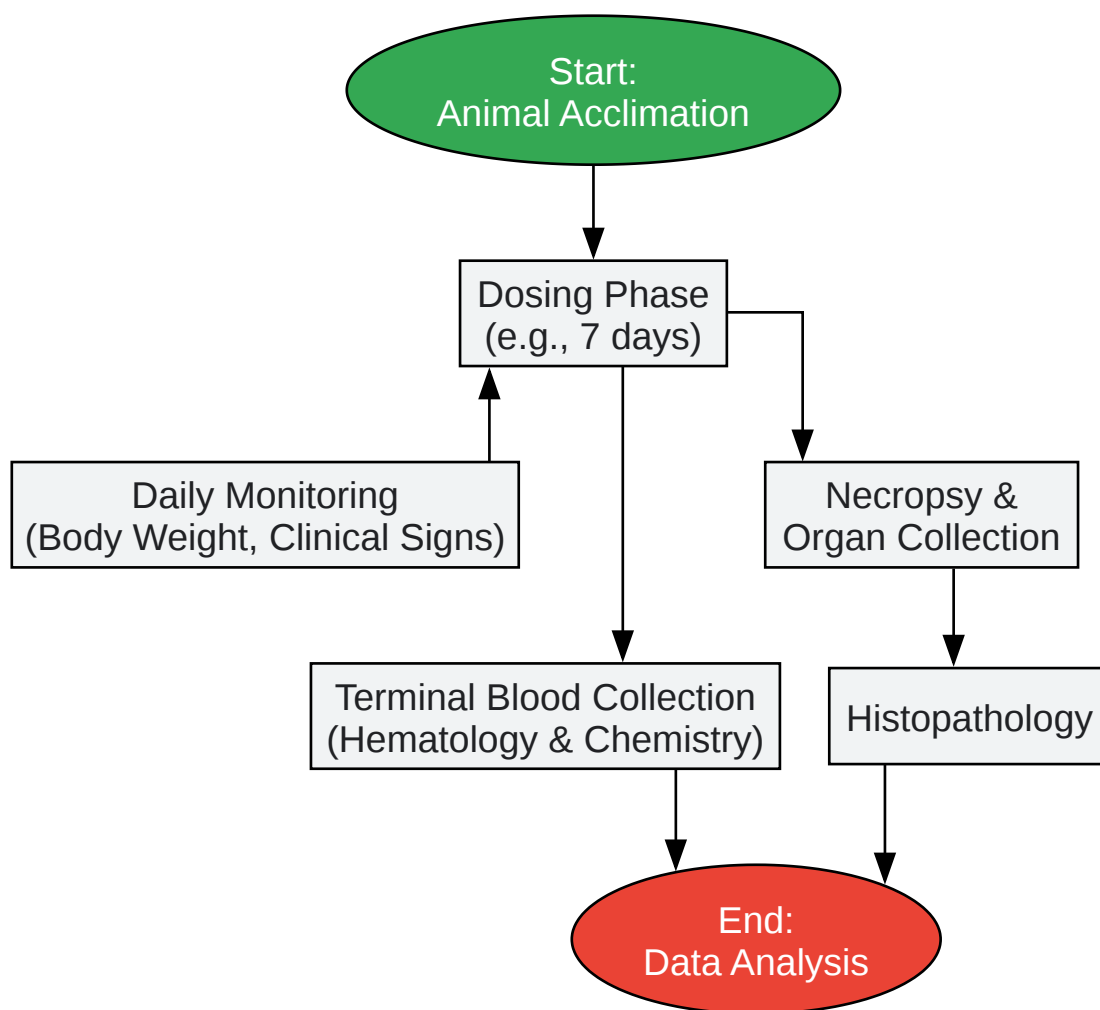 Start:
Animal Acclimation
Dosing Phase
(e.g., 7 days)
Daily Monitoring
(Body Weight, Clinical Signs)
Necropsy &
Organ Collection
Terminal Blood Collection
(Hematology & Chemistry)
Histopathology
End:
Data Analysis